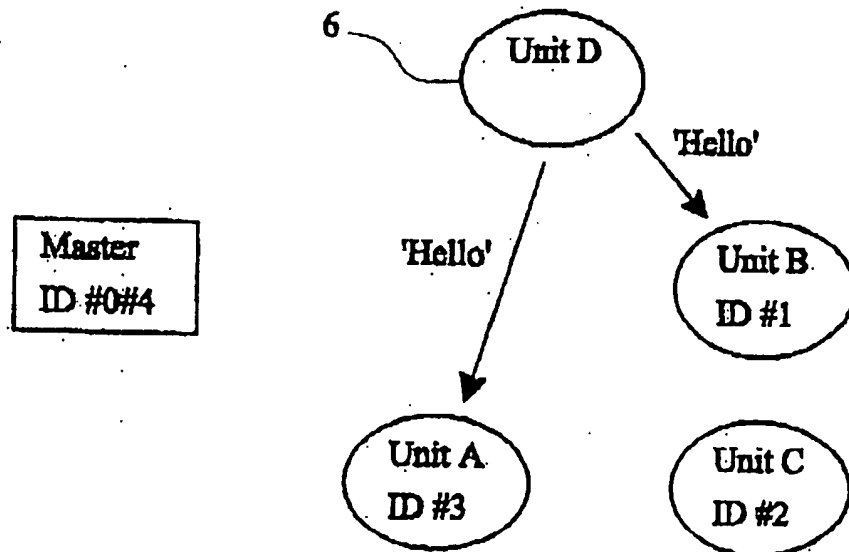 6
Unit D
'Hello'
'Hello'
Master
ID #0#4
Unit B
ID #1
Unit A
ID #3
Unit C
ID #2